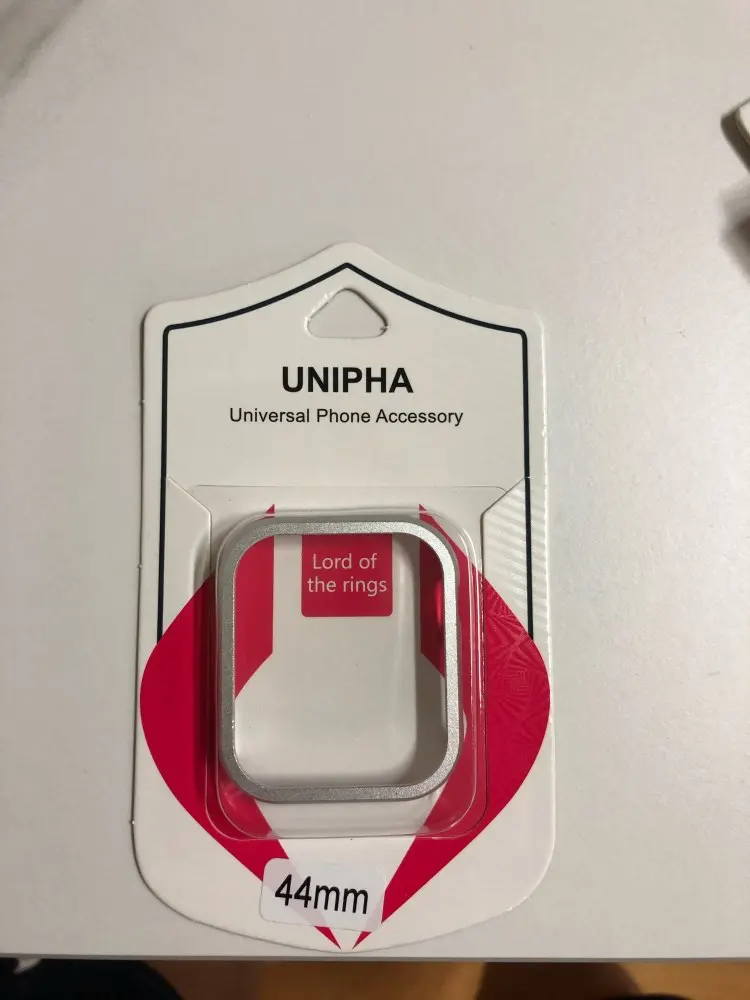 UNIPHA
Universal Phone Accessory
Lord of
the rings
44mm